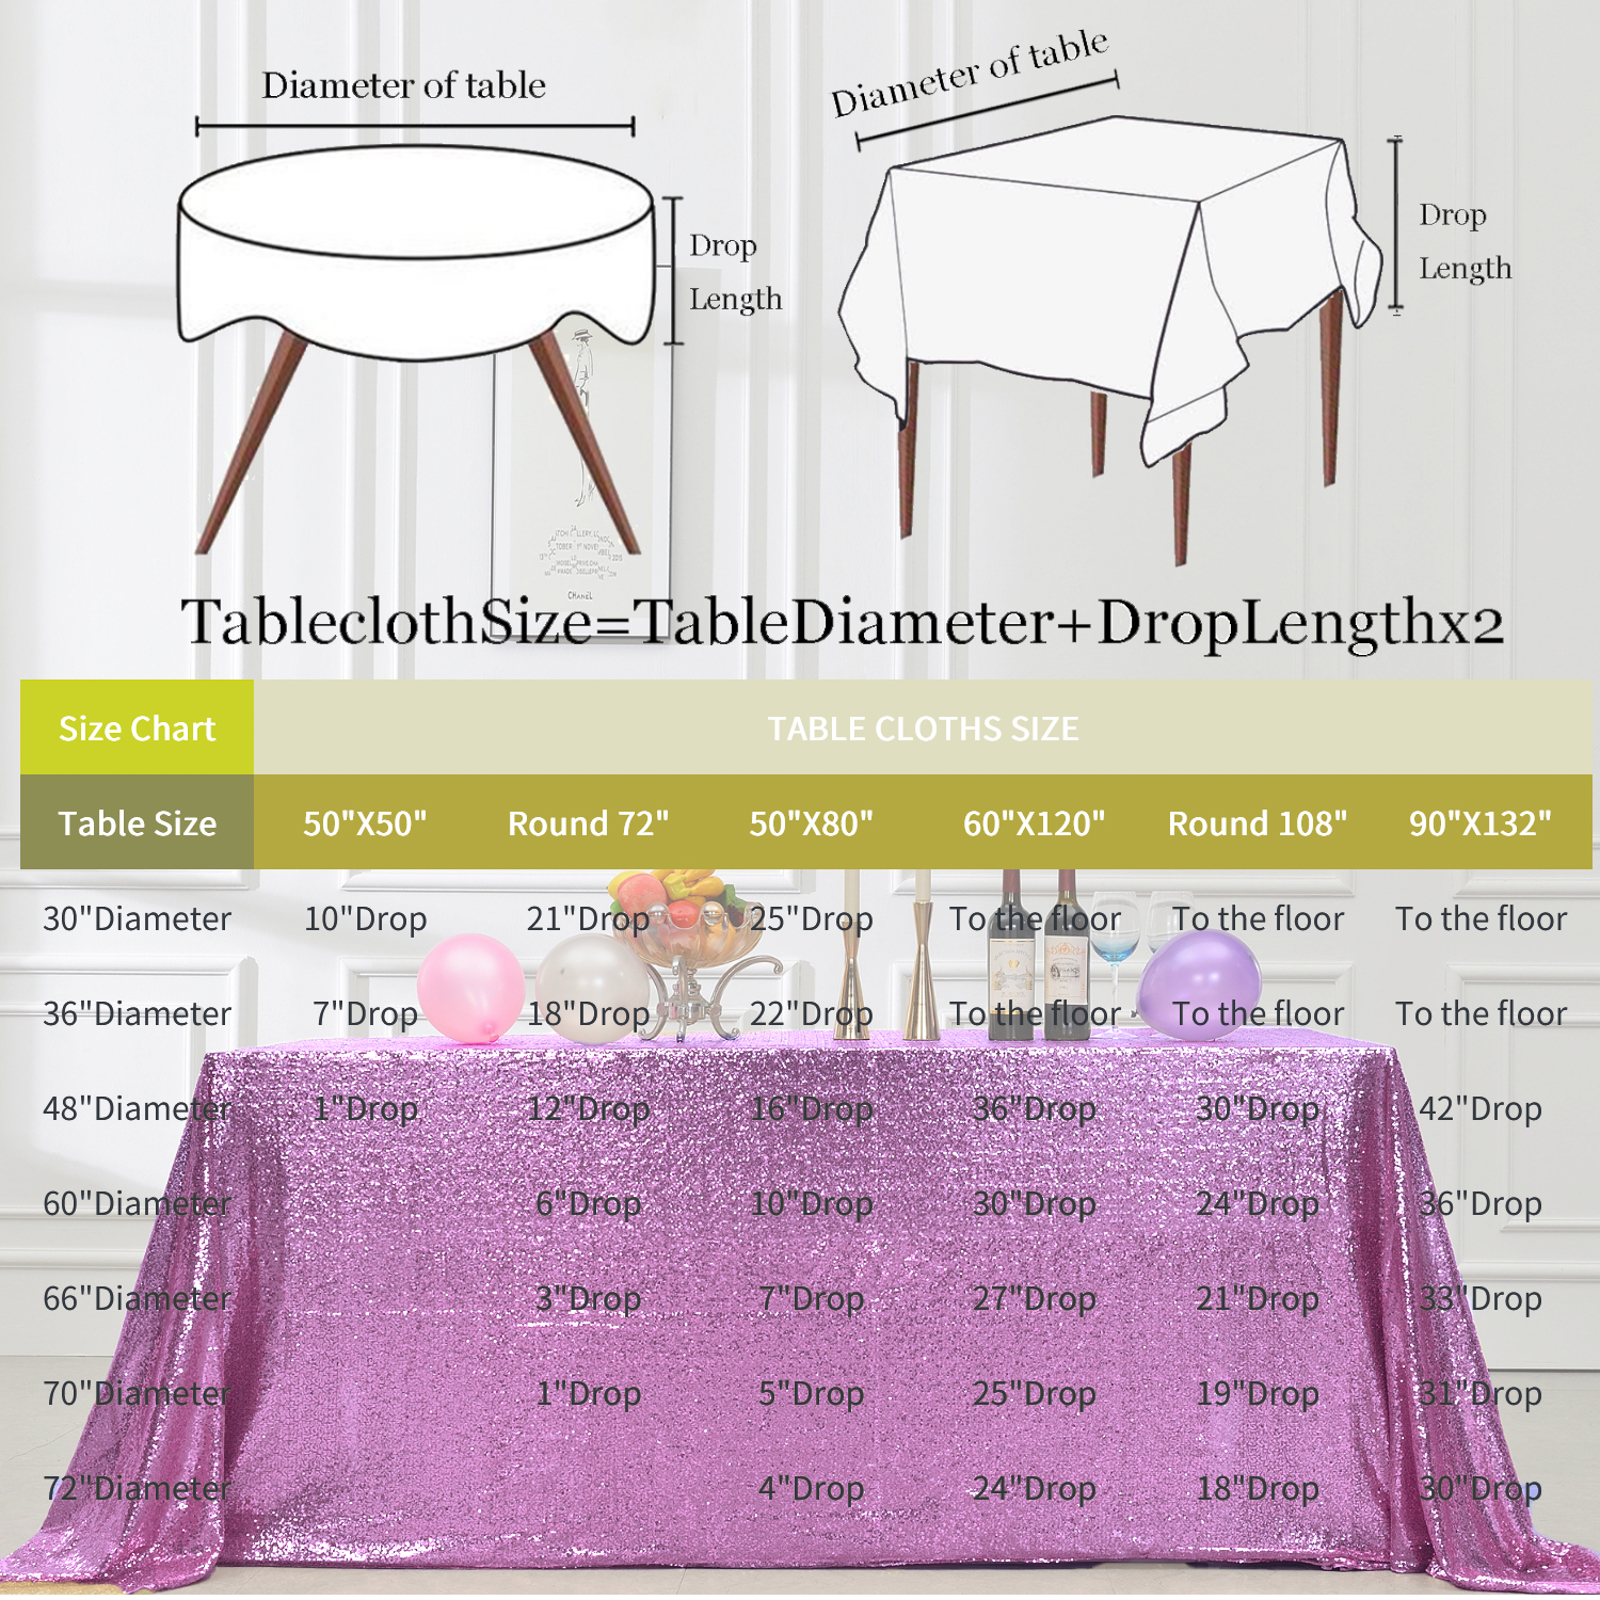 Diameter of table
Diameter of table
Drop
Length
Drop
Length
CHANEL
TableclothSize=TableDiameter+DropLengthx2
Size Chart TABLE CLOTHS SIZE
Table Size 50"X50" Round 72" 50"X80" 60"X120" Round 108" 90"X132"
30"Diameter 10"Drop 21"Drop 25"Drop To the floor To the floor To the floor
36"Diameter 7"Drop 18"Drop 22"Drop To the floor To the floor To the floor
48"Diameter 1"Drop 12"Drop 16"Drop 36"Drop 30"Drop 42"Drop
60"Diameter 6"Drop 10"Drop 30"Drop 24"Drop 36"Drop
66"Diameter 3"Drop 7"Drop 27"Drop 21"Drop 33"Drop
70"Diameter 1"Drop 5"Drop 25"Drop 19"Drop 31"Drop
72"Diameter 4"Drop 24"Drop 18"Drop 30"Drop